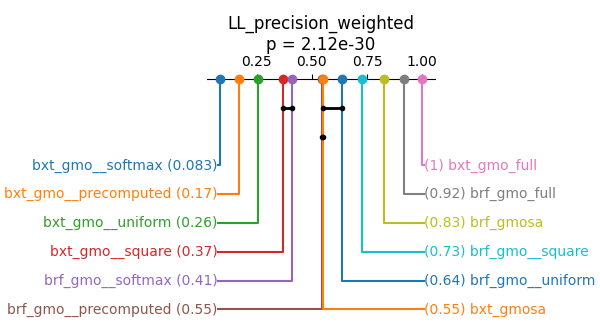 LL_precision_weighted
p = 2.12e-30
0.25 0.50 0.75 1.00
bxt_gmo__softmax (0.083) (1) bxt_gmo_full
bxt_gmo__precomputed (0.17) (0.92) brf_gmo_full
bxt_gmo__uniform (0.26) (0.83) brf_gmosa
bxt_gmo__square (0.37) (0.73) brf_gmo__square
brf_gmo__softmax (0.41) (0.64) brf_gmo__uniform
brf_gmo__precomputed (0.55) (0.55) bxt_gmosa